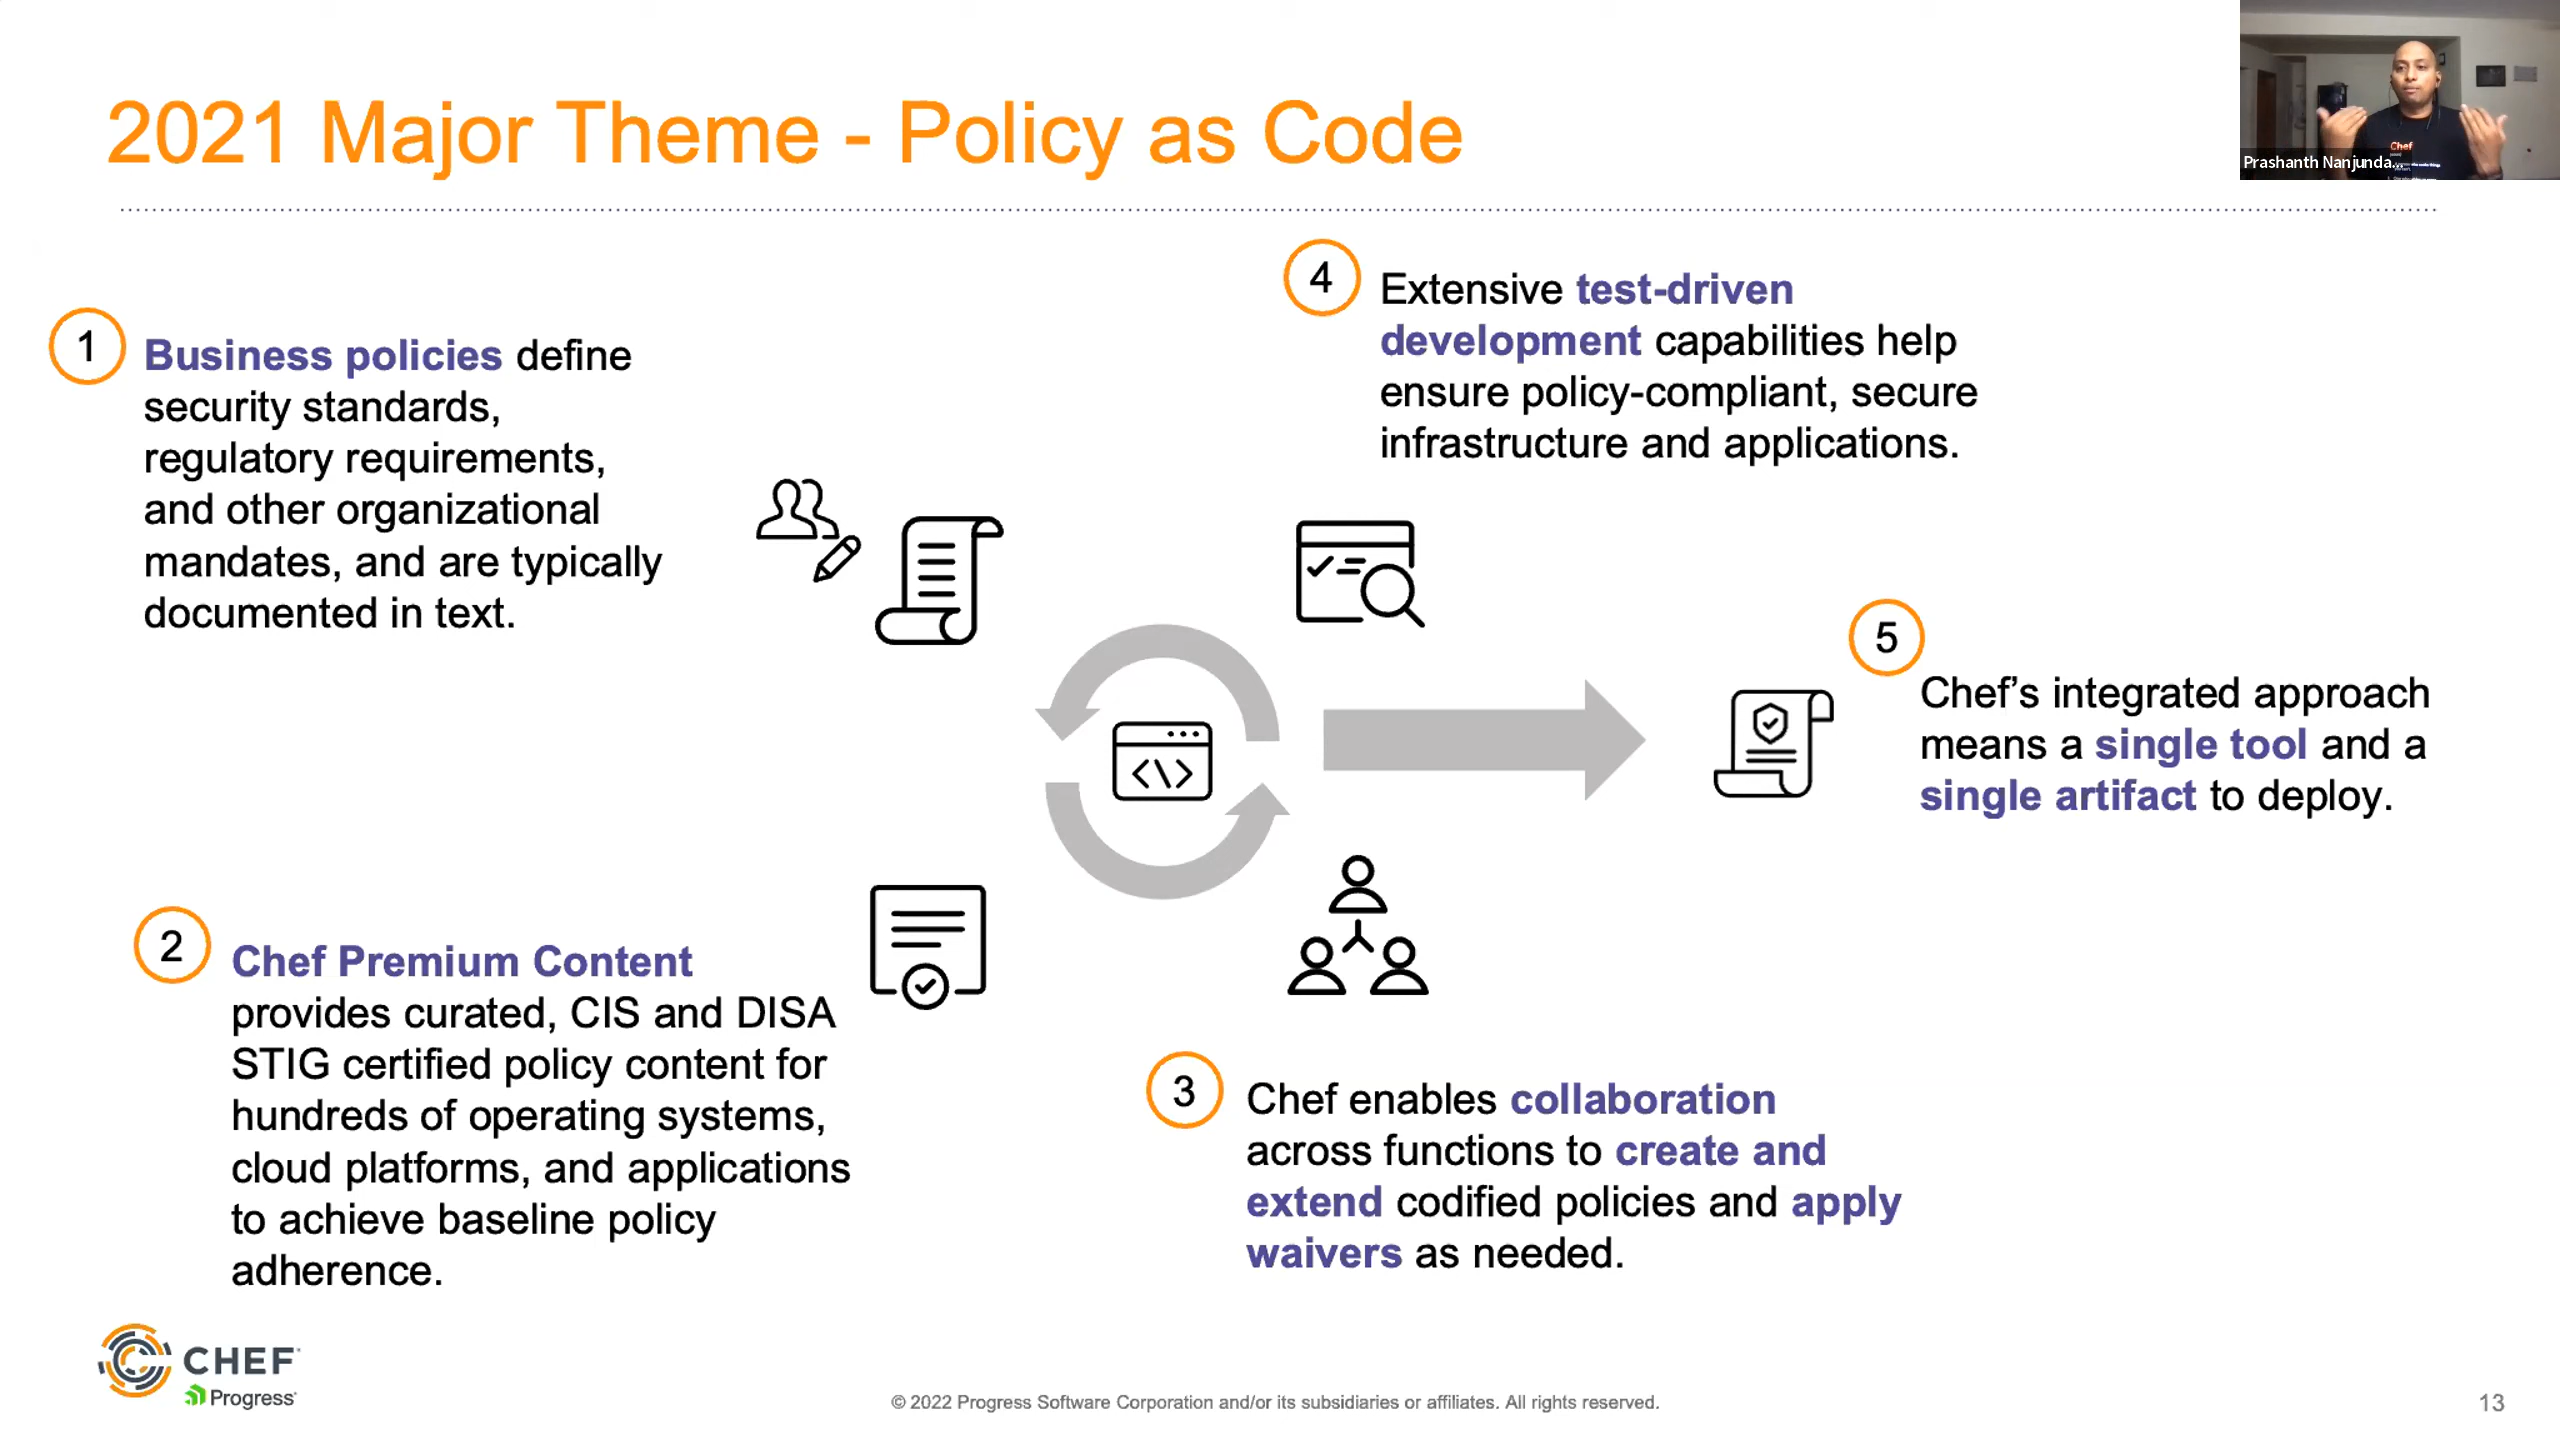 2021 Major Theme - Policy as Code
Prashanth Nanjunda...
Chef
1
Business policies define
security standards,
regulatory requirements,
and other organizational
mandates, and are typically
documented in text.
2
Chef Premium Content
provides curated, CIS and DISA
STIG certified policy content for
hundreds of operating systems,
cloud platforms, and applications
to achieve baseline policy
adherence.
3
Chef enables collaboration
across functions to create and
extend codified policies and apply
waivers as needed.
4
Extensive test-driven
development capabilities help
ensure policy-compliant, secure
infrastructure and applications.
5
Chef’s integrated approach
means a single tool and a
single artifact to deploy.
<\>
CHEF
Progress®
© 2022 Progress Software Corporation and/or its subsidiaries or affiliates. All rights reserved.
13